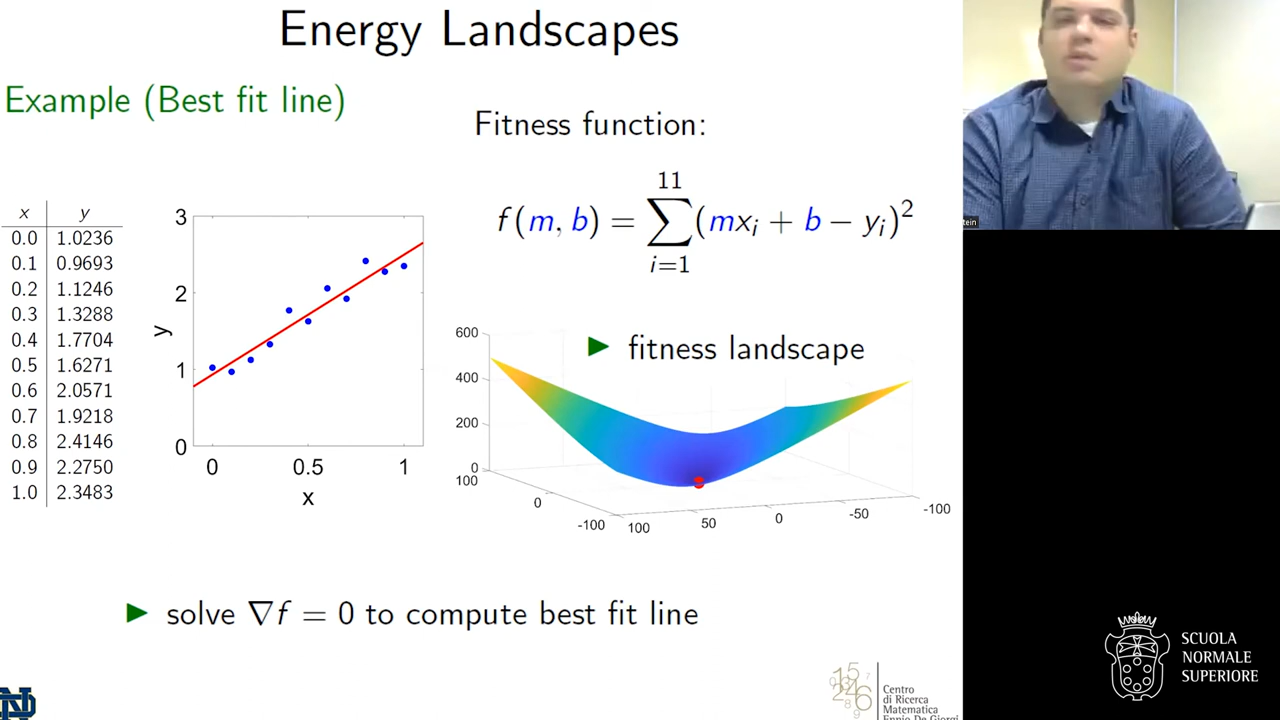 Energy Landscapes
Example (Best fit line)
Fitness function:
f(m, b) = ∑_{i=1}^{11} (mx_i + b − y_i)^2
x y
0.0 1.0236
0.1 0.9693
0.2 1.1246
0.3 1.3288
0.4 1.7704
0.5 1.6271
0.6 2.0571
0.7 1.9218
0.8 2.4146
0.9 2.2750
1.0 2.3483
3
2
1
0
y
0 0.5 1
x
▶ fitness landscape
600
400
200
0
100
0
-100
100
50
0
-50
-100
▶ solve ∇f = 0 to compute best fit line
ND
Centro
di Ricerca
Matematica
Ennio De Giorgi
SCUOLA
NORMALE
SUPERIORE